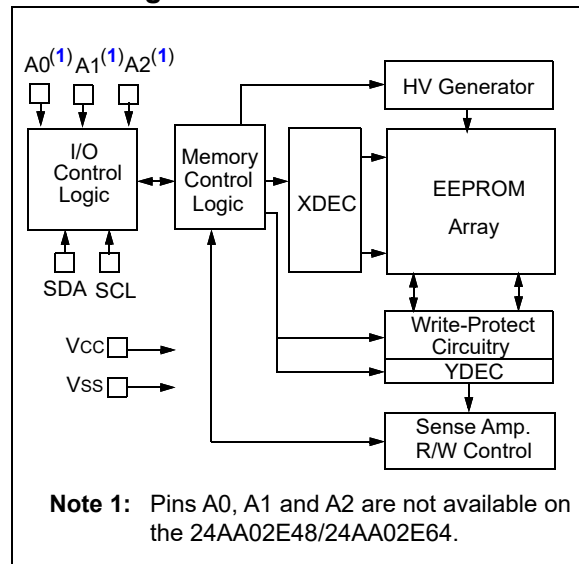 A0(1) A1(1) A2(1)
HV Generator
I/O
Control
Logic
Memory
Control
Logic
XDEC
EEPROM
Array
SDA SCL
Write-Protect
Circuitry
YDEC
VCC
VSS
Sense Amp.
R/W Control
Note 1: Pins A0, A1 and A2 are not available on
the 24AA02E48/24AA02E64.